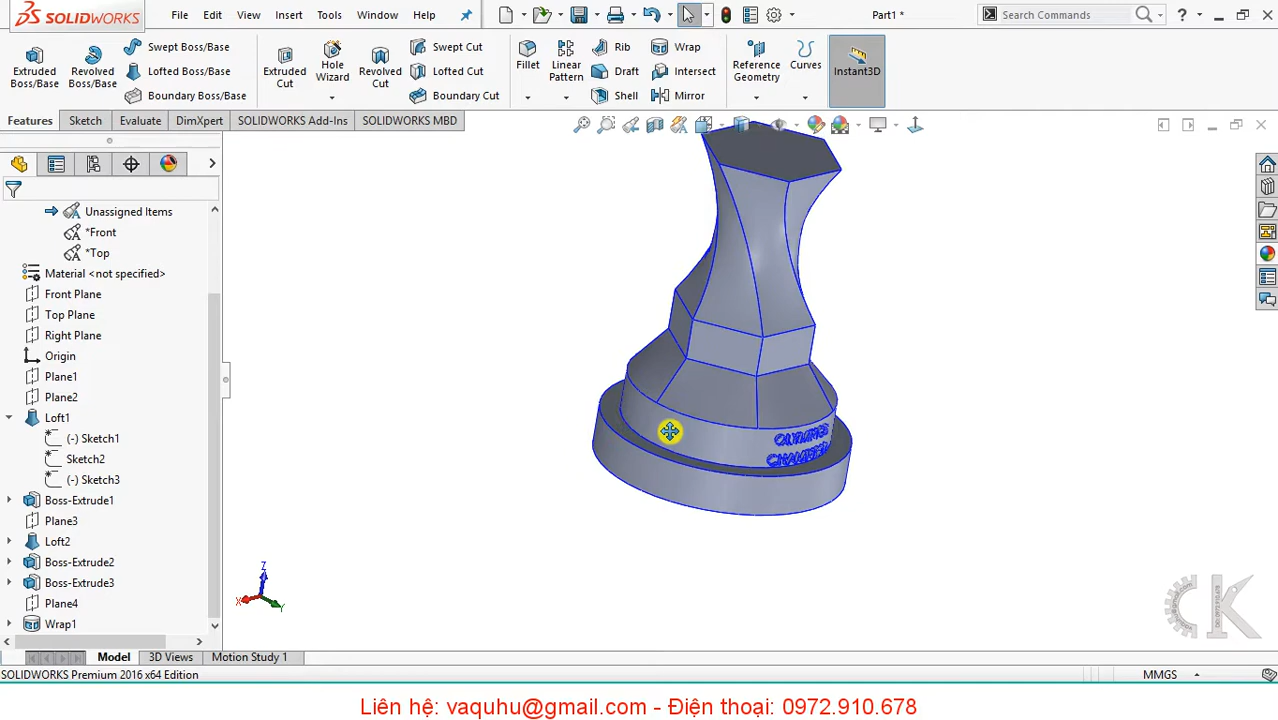 DS SOLIDWORKS File Edit View Insert Tools Window Help Part1 * Search Commands ?
Extruded Boss/Base
Revolved Boss/Base
Swept Boss/Base
Lofted Boss/Base
Boundary Boss/Base
Extruded Cut
Hole Wizard
Revolved Cut
Swept Cut
Lofted Cut
Boundary Cut
Fillet
Linear Pattern
Rib
Draft
Shell
Wrap
Intersect
Mirror
Reference Geometry
Curves
Instant3D
Features Sketch Evaluate DimXpert SOLIDWORKS Add-Ins SOLIDWORKS MBD
Unassigned Items
*Front
*Top
Material <not specified>
Front Plane
Top Plane
Right Plane
Origin
Plane1
Plane2
Loft1
(-) Sketch1
Sketch2
(-) Sketch3
Boss-Extrude1
Plane3
Loft2
Boss-Extrude2
Boss-Extrude3
Plane4
Wrap1
Z
X
Y
Model 3D Views Motion Study 1
SOLIDWORKS Premium 2016 x64 Edition MMGS
Liên hệ: vaquhu@gmail.com - Điện thoại: 0972.910.678